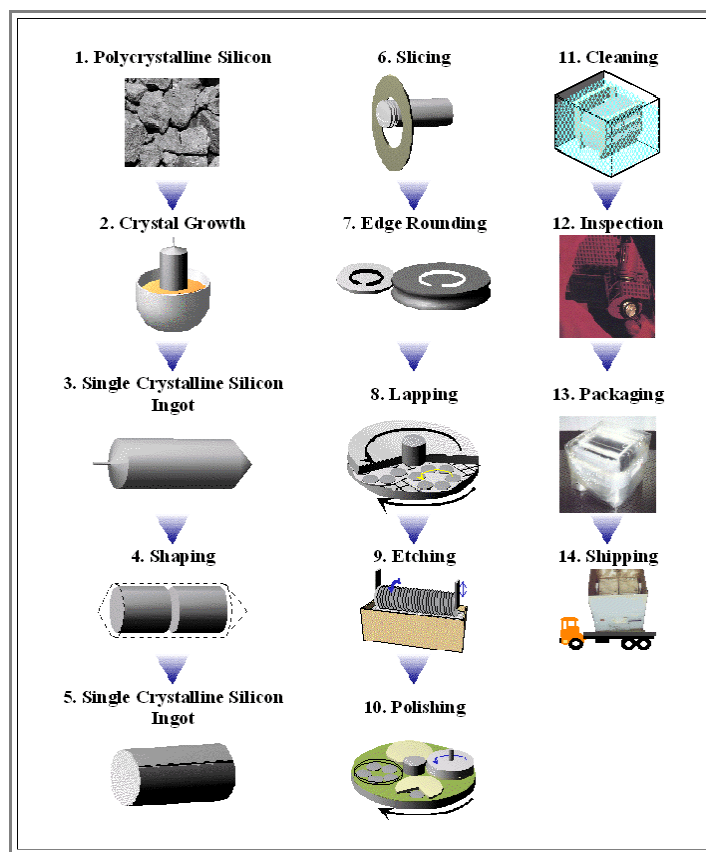 1. Polycrystalline Silicon
2. Crystal Growth
3. Single Crystalline Silicon
Ingot
4. Shaping
5. Single Crystalline Silicon
Ingot
6. Slicing
7. Edge Rounding
8. Lapping
9. Etching
10. Polishing
11. Cleaning
12. Inspection
13. Packaging
14. Shipping